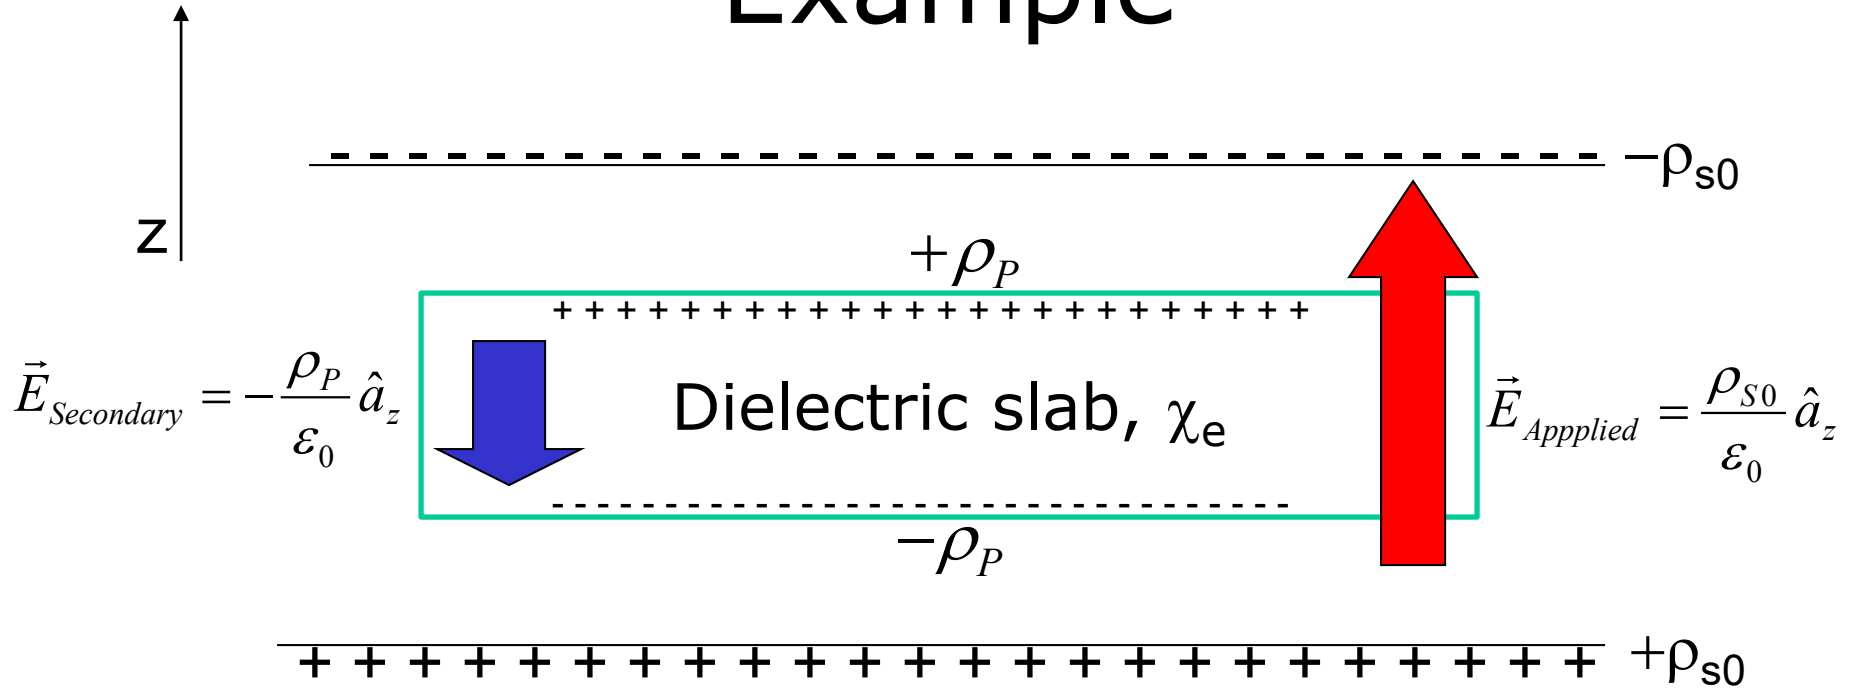 Example
−ρs0
z
+ρP
+ + + + + + + + + + + + + + + + + + + + + + + +
E⃗Secondary = −ρP/ε0 âz
Dielectric slab, χe
E⃗Appplied = ρS0/ε0 âz
−ρP
+ρs0
+ + + + + + + + + + + + + + + + + + + + + + + +